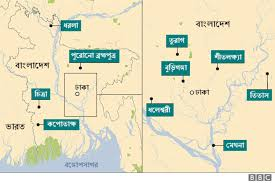 ধরলা
বাংলাদেশ
পুরোনো ব্রহ্মপুত্র
ঢাকা
চিত্রা
ভারত
কপোতাক্ষ
বঙ্গোপসাগর
বাংলাদেশ
তুরাগ
শীতলক্ষ্যা
বুড়িগঙ্গা
ঢাকা
তিতাস
ধলেশ্বরী
মেঘনা
BBC